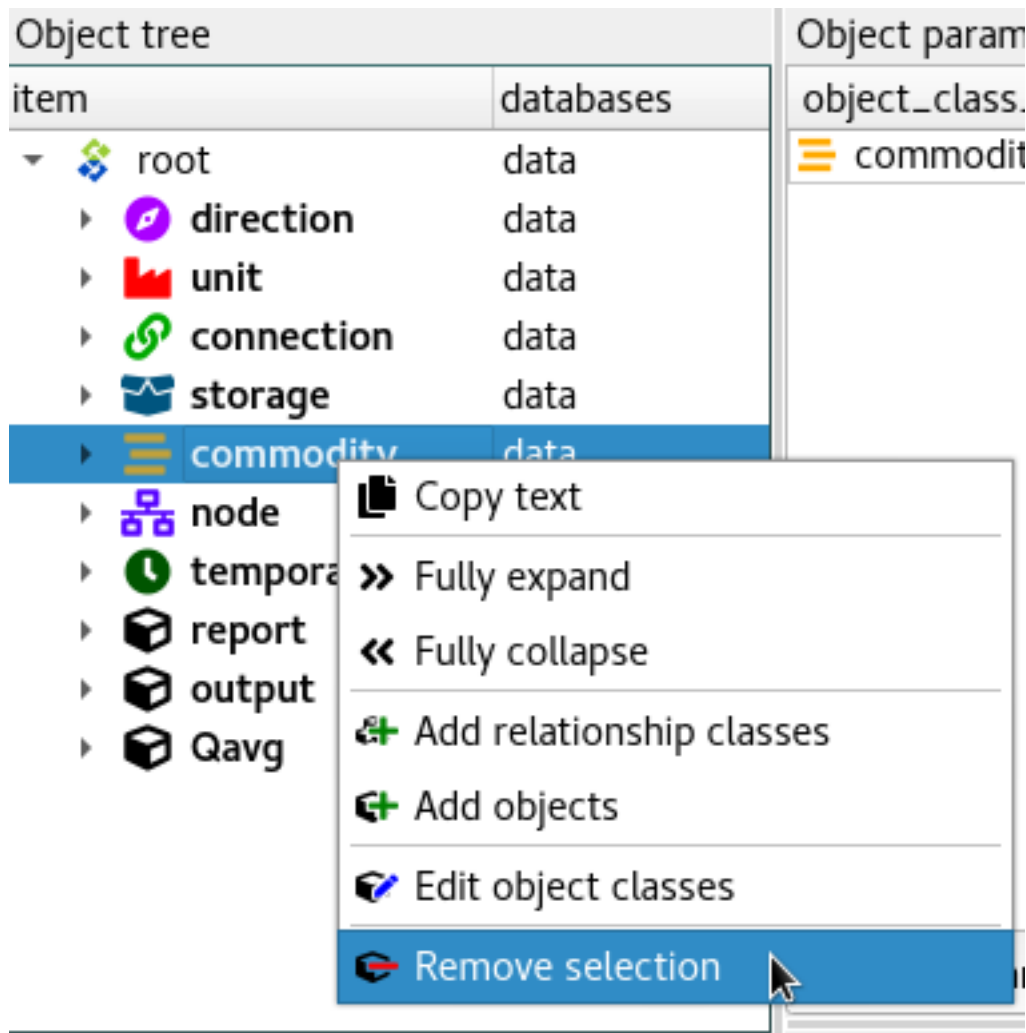 Object tree
Object param
item databases
object_class.
root data
commodit
direction data
unit data
connection data
storage data
commodity data
Copy text
node
Fully expand
tempora
report
Fully collapse
output
Add relationship classes
Qavg
Add objects
Edit object classes
Remove selection